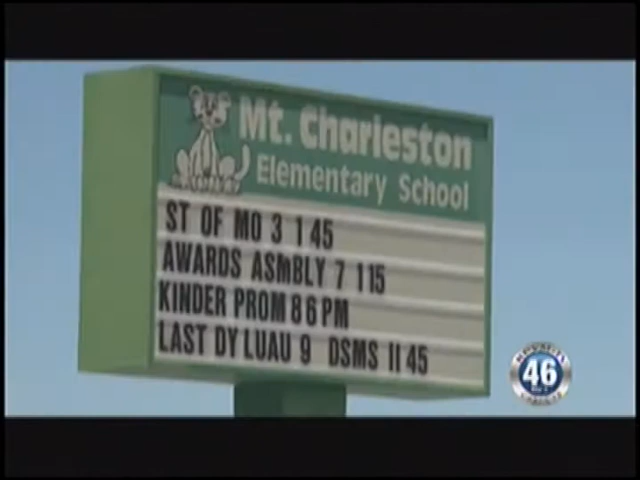 Mt. Charleston
Elementary School
ST OF MO 3 1 45
AWARDS ASMBLY 7 1 15
KINDER PROM 8 6 PM
LAST DY LUAU 9 DSMS 11 45
46